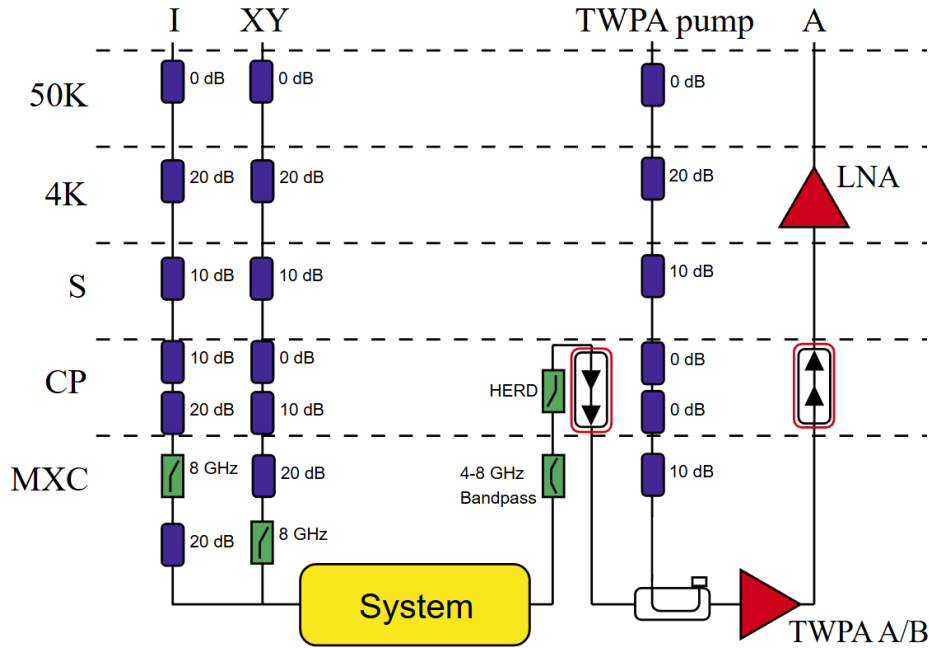 I XY TWPA pump A
50K 0 dB 0 dB 0 dB
4K 20 dB 20 dB 20 dB LNA
S 10 dB 10 dB 10 dB
10 dB 0 dB 0 dB
CP HERD
20 dB 10 dB 0 dB
MXC 8 GHz 20 dB 4-8 GHz 10 dB
Bandpass
20 dB 8 GHz
System
TWPA A/B